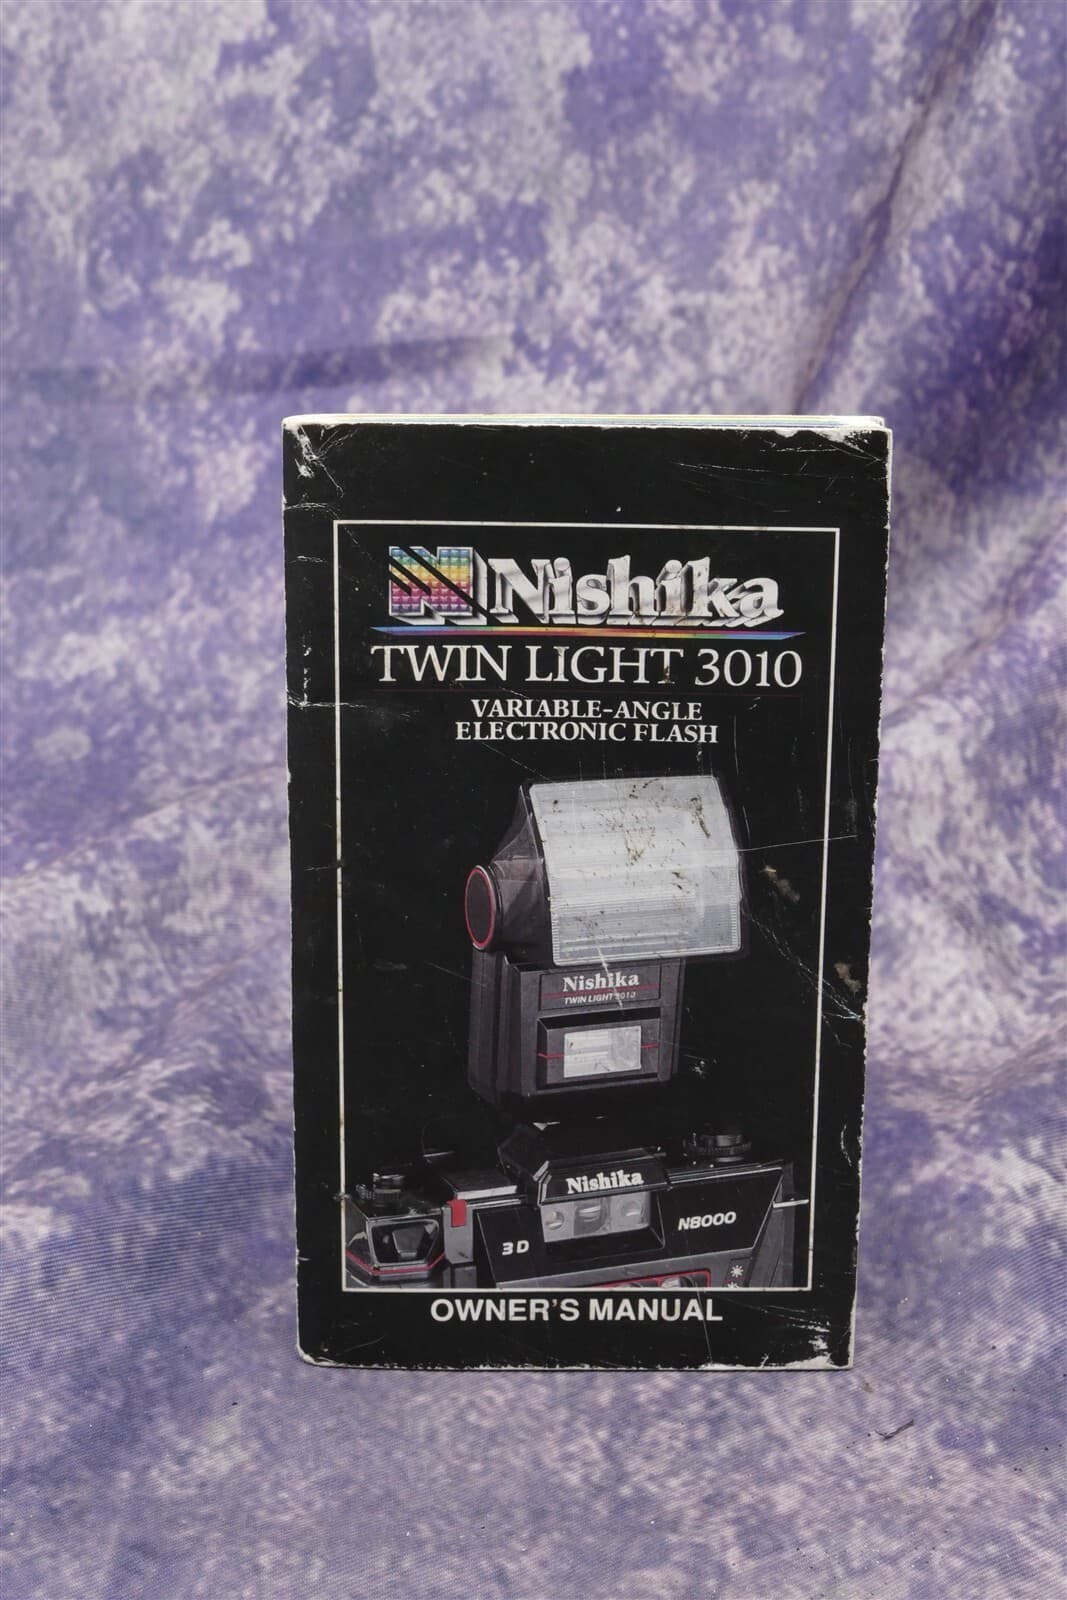 Nishika
TWIN LIGHT 3010
VARIABLE-ANGLE
ELECTRONIC FLASH
Nishika
TWIN LIGHT 3010
Nishika
3D
N8000
OWNER'S MANUAL